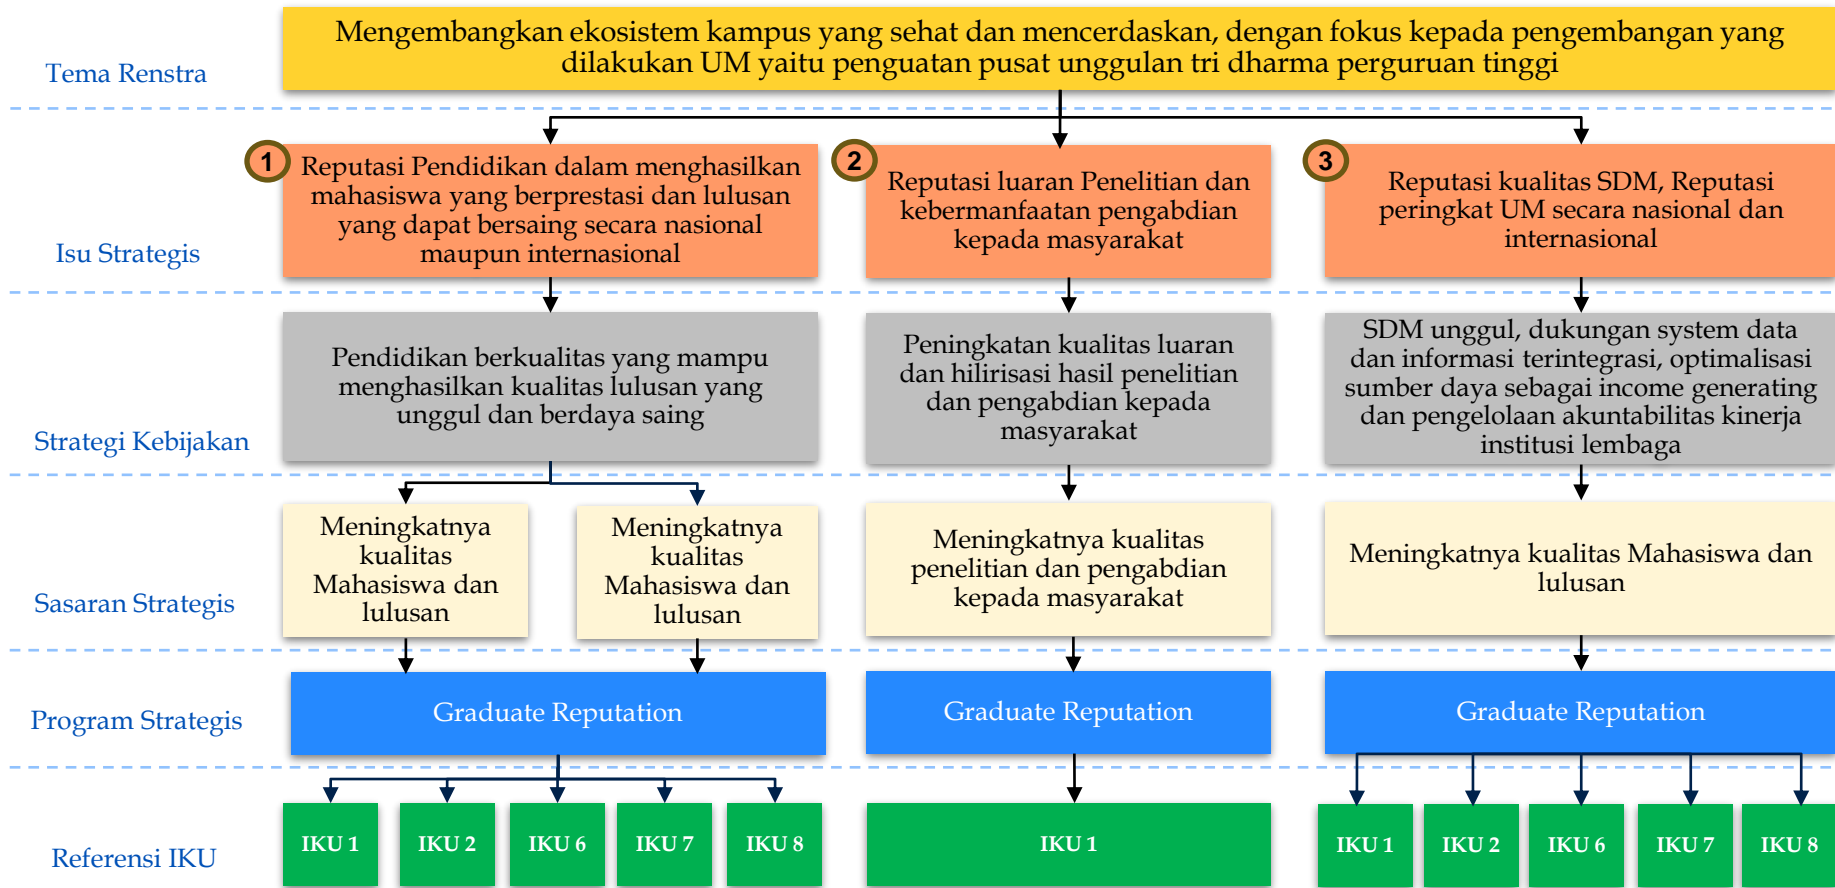 Tema Renstra
Mengembangkan ekosistem kampus yang sehat dan mencerdaskan, dengan fokus kepada pengembangan yang
dilakukan UM yaitu penguatan pusat unggulan tri dharma perguruan tinggi
Isu Strategis
1
Reputasi Pendidikan dalam menghasilkan
mahasiswa yang berprestasi dan lulusan
yang dapat bersaing secara nasional
maupun internasional
2
Reputasi luaran Penelitian dan
kebermanfaatan pengabdian
kepada masyarakat
3
Reputasi kualitas SDM, Reputasi
peringkat UM secara nasional dan
internasional
Strategi Kebijakan
Pendidikan berkualitas yang mampu
menghasilkan kualitas lulusan yang
unggul dan berdaya saing
Peningkatan kualitas luaran
dan hilirisasi hasil penelitian
dan pengabdian kepada
masyarakat
SDM unggul, dukungan system data
dan informasi terintegrasi, optimalisasi
sumber daya sebagai income generating
dan pengelolaan akuntabilitas kinerja
institusi lembaga
Sasaran Strategis
Meningkatnya
kualitas
Mahasiswa dan
lulusan
Meningkatnya
kualitas
Mahasiswa dan
lulusan
Meningkatnya kualitas
penelitian dan pengabdian
kepada masyarakat
Meningkatnya kualitas Mahasiswa dan
lulusan
Program Strategis
Graduate Reputation
Graduate Reputation
Graduate Reputation
Referensi IKU
IKU 1
IKU 2
IKU 6
IKU 7
IKU 8
IKU 1
IKU 1
IKU 2
IKU 6
IKU 7
IKU 8